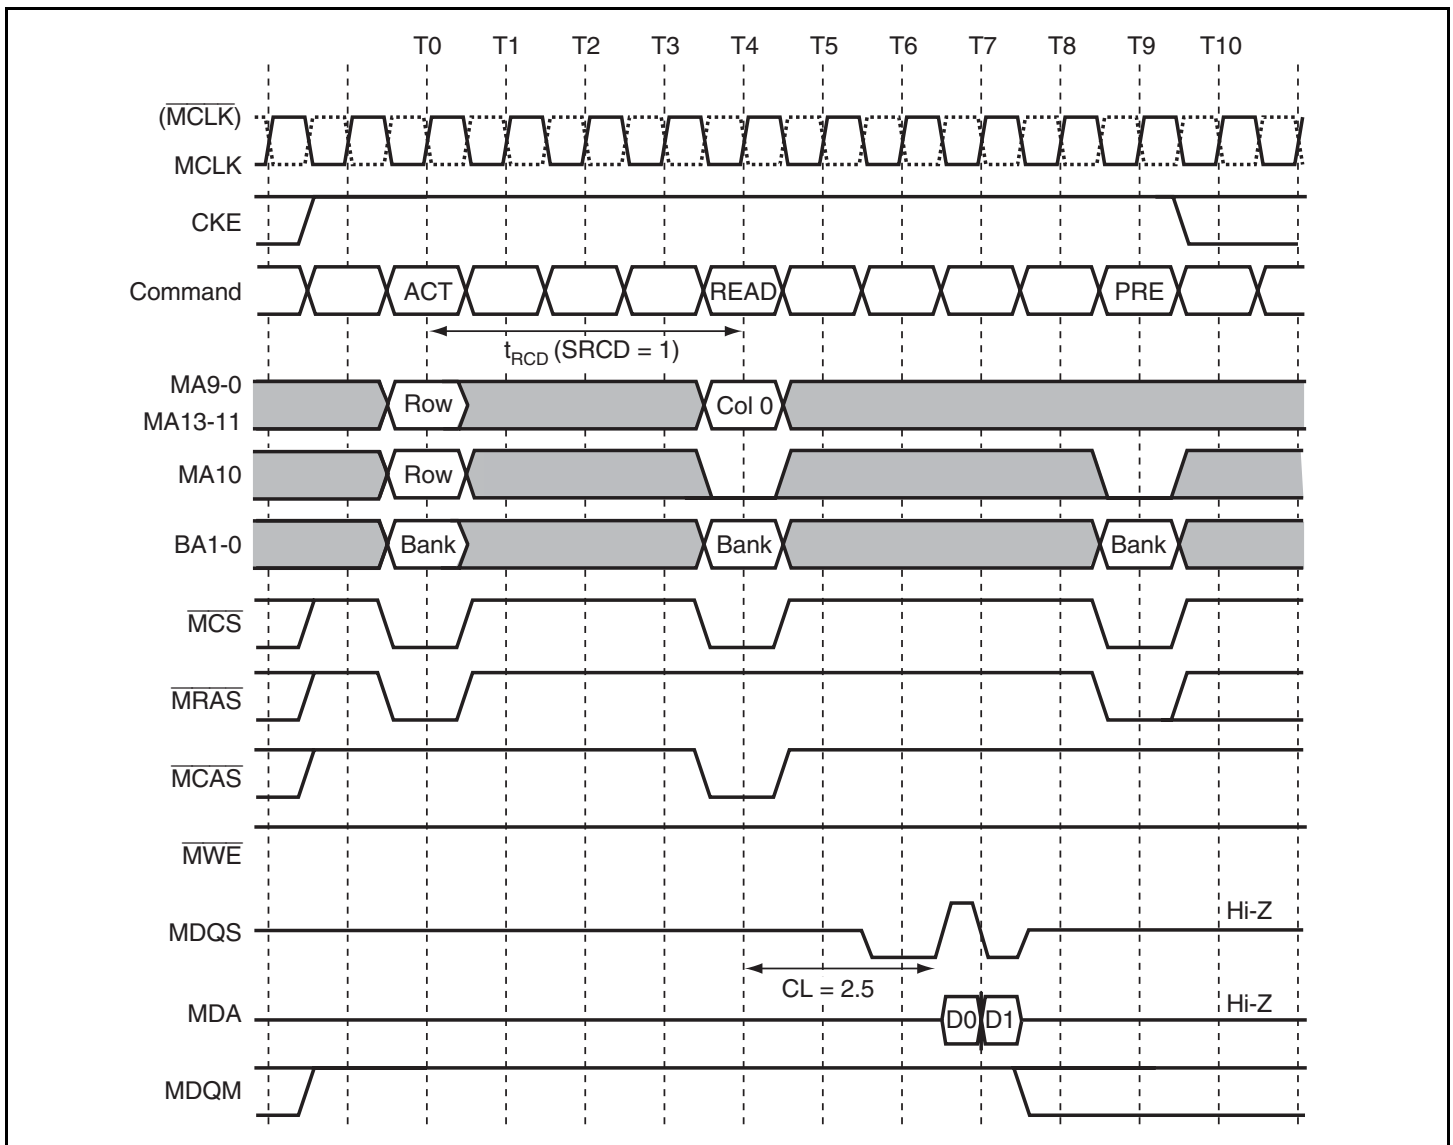 T0 T1 T2 T3 T4 T5 T6 T7 T8 T9 T10
(MCLK)
MCLK
CKE
Command ACT READ PRE
tRCD (SRCD = 1)
MA9-0
MA13-11
Row Col 0
MA10 Row
BA1-0 Bank Bank Bank
MCS
MRAS
MCAS
MWE
MDQS Hi-Z
CL = 2.5
MDA D0 D1 Hi-Z
MDQM